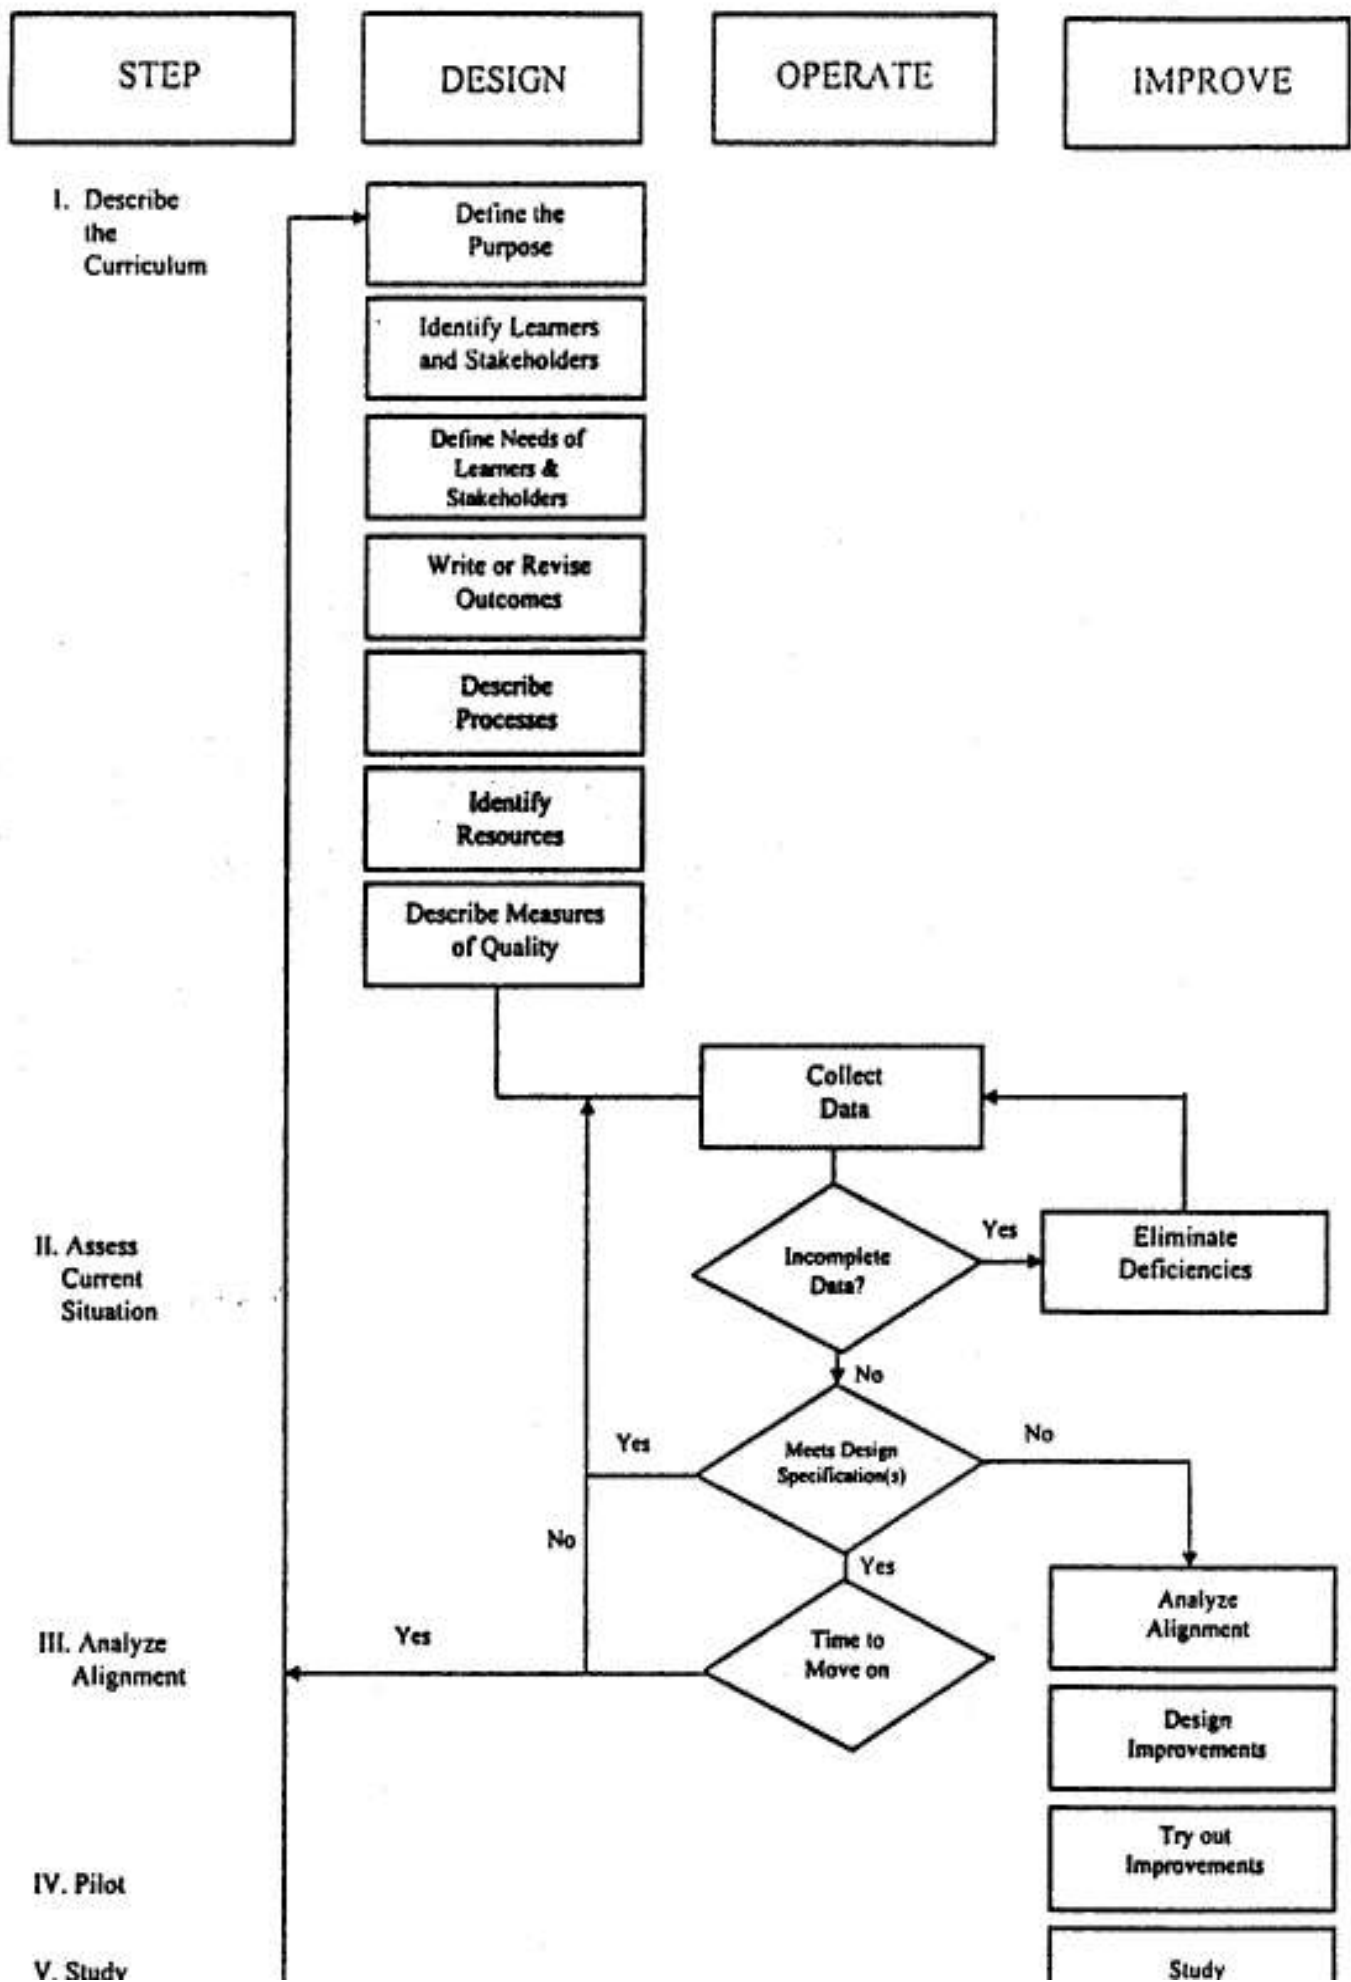 STEP
DESIGN
OPERATE
IMPROVE
I. Describe
the
Curriculum
Define the
Purpose
Identify Learners
and Stakeholders
Define Needs of
Learners &
Stakeholders
Write or Revise
Outcomes
Describe
Processes
Identify
Resources
Describe Measures
of Quality
Collect
Data
II. Assess
Current
Situation
Incomplete
Data?
Yes
Eliminate
Deficiencies
No
Meets Design
Specification(s)
Yes
No
No
Yes
III. Analyze
Alignment
Yes
Time to
Move on
Analyze
Alignment
Design
Improvements
Try out
Improvements
IV. Pilot
V. Study
Study